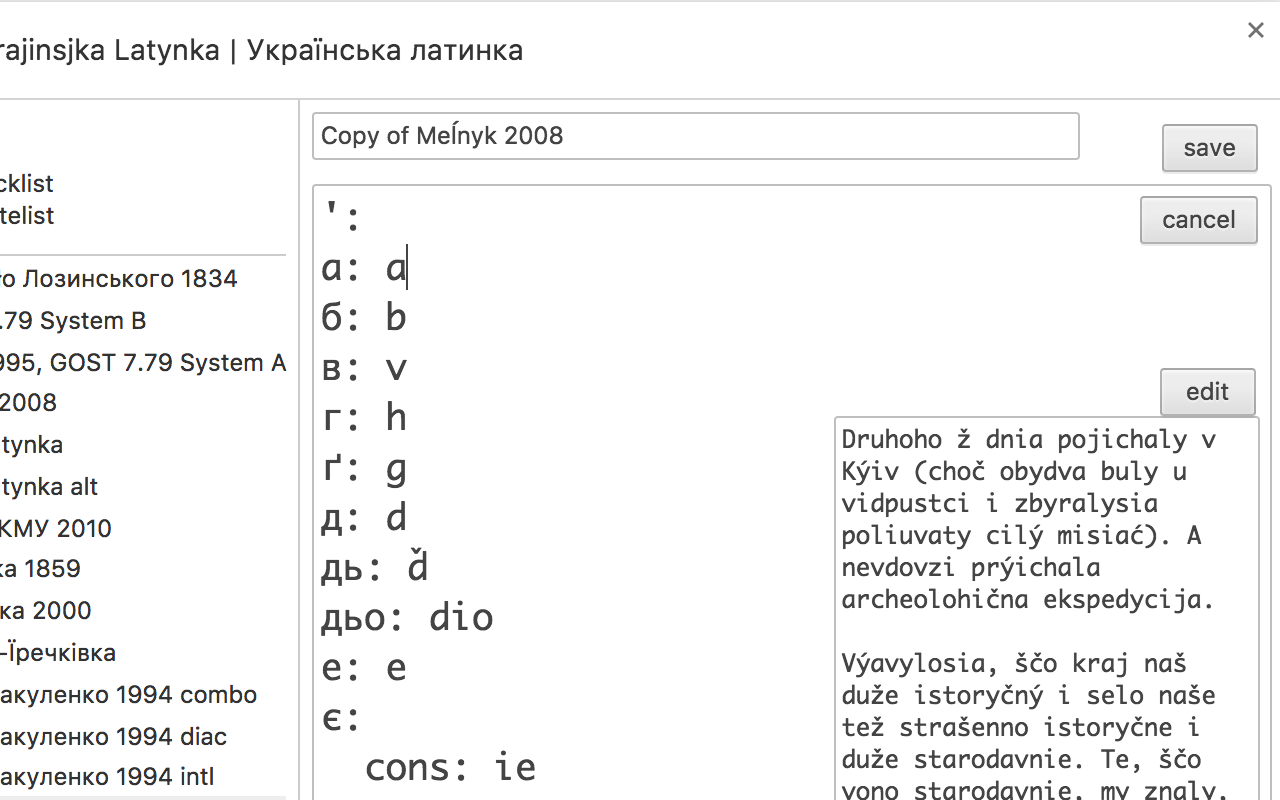 rajinsjka Latynka | Українська латинка
×
Copy of Meĺnyk 2008
save
cklist
telist
cancel
о Лозинського 1834
.79 System B
995, GOST 7.79 System A
2008
tynka
tynka alt
КМУ 2010
ка 1859
ка 2000
-Їречківка
акуленко 1994 combo
акуленко 1994 diac
акуленко 1994 intl
':
а: a
б: b
в: v
г: h
ґ: g
д: d
дь: ď
дьо: dio
е: e
є:
cons: ie
edit
Druhoho ž dnia pojichaly v
Kýiv (choč obydva buly u
vidpustci i zbyralysia
poliuvaty cilý misiać). A
nevdovzi prýichala
archeolohična ekspedycija.
Výavylosia, ščo kraj naš
duže istoryčný i selo naše
tež strašenno istoryčne i
duže starodavnie. Te, ščo
vono starodavnie, my znaly,